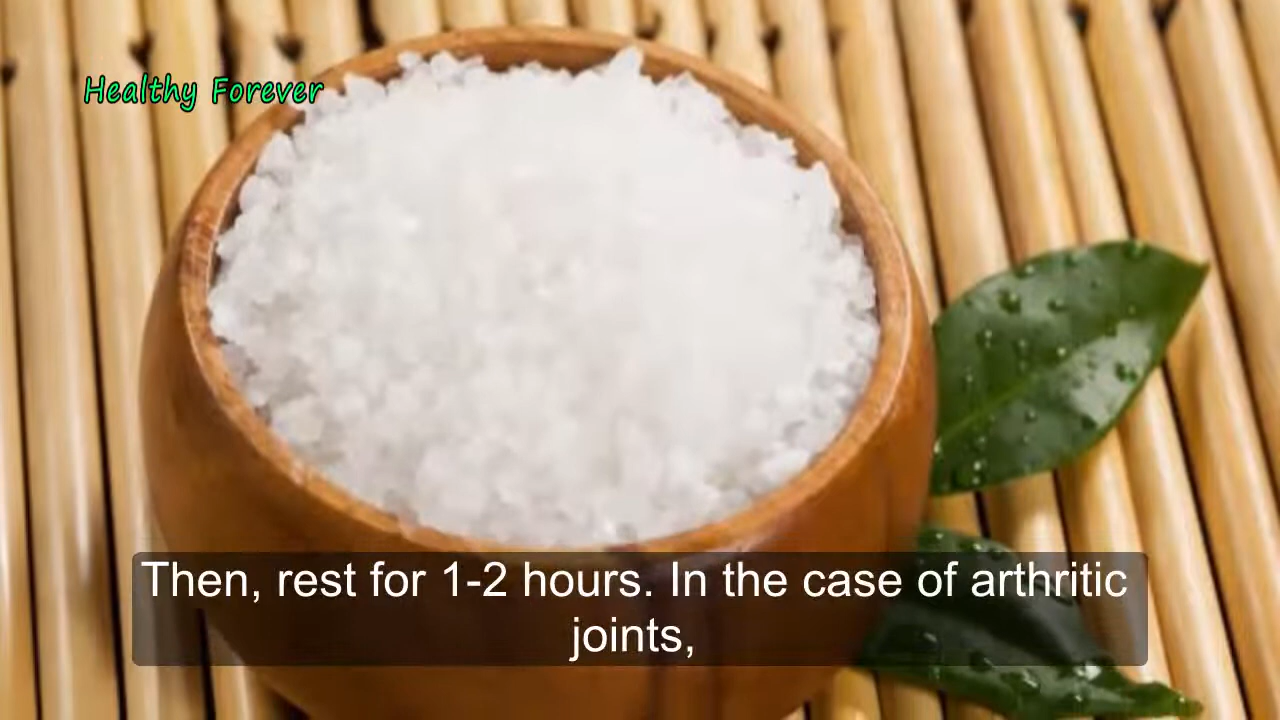 Healthy Forever
Then, rest for 1-2 hours. In the case of arthritic
joints,